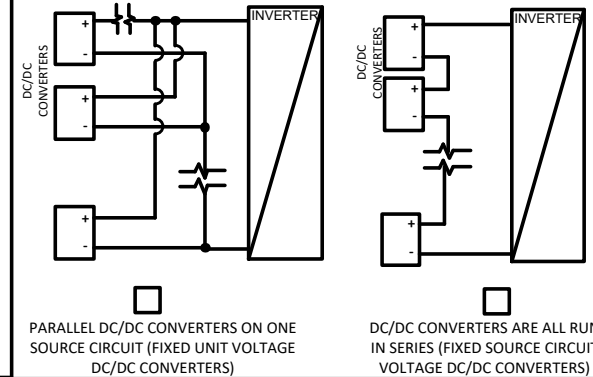 DC/DC
CONVERTERS
+
-
+
-
+
-
INVERTER
PARALLEL DC/DC CONVERTERS ON ONE
SOURCE CIRCUIT (FIXED UNIT VOLTAGE
DC/DC CONVERTERS)
DC/DC
CONVERTERS
+
-
+
-
+
-
INVERTER
DC/DC CONVERTERS ARE ALL RUN
IN SERIES (FIXED SOURCE CIRCUIT
VOLTAGE DC/DC CONVERTERS)